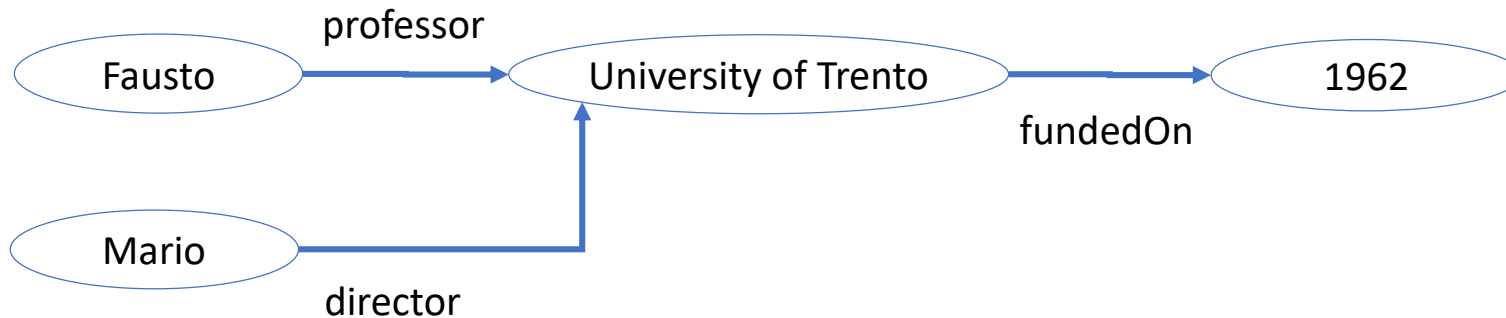 professor
Fausto
University of Trento
1962
fundedOn
Mario
director